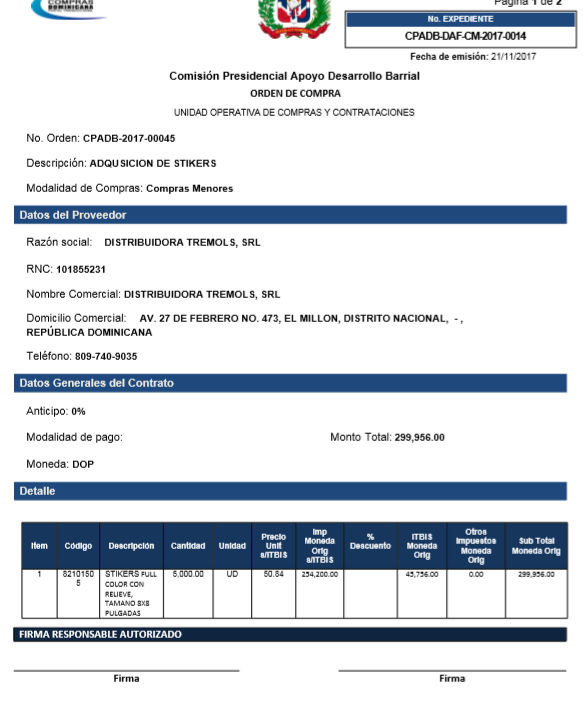 COMPRAS
DOMINICANA
Página 1 de 2
No. EXPEDIENTE
CPADB-DAF-CM-2017-0014
Fecha de emisión: 21/11/2017
Comisión Presidencial Apoyo Desarrollo Barrial
ORDEN DE COMPRA
UNIDAD OPERATIVA DE COMPRAS Y CONTRATACIONES
No. Orden: CPADB-2017-00045
Descripción: ADQUSICION DE STIKERS
Modalidad de Compras: Compras Menores
Datos del Proveedor
Razón social: DISTRIBUIDORA TREMOLS, SRL
RNC: 101855231
Nombre Comercial: DISTRIBUIDORA TREMOLS, SRL
Domicilio Comercial: AV. 27 DE FEBRERO NO. 473, EL MILLON, DISTRITO NACIONAL, - ,
REPÚBLICA DOMINICANA
Teléfono: 809-740-9035
Datos Generales del Contrato
Anticipo: 0%
Modalidad de pago: Monto Total: 299,956.00
Moneda: DOP
Detalle
Item Código Descripción Cantidad Unidad Precio Unit s/ITBIS Imp Moneda Orig s/ITBIS % Descuento ITBIS Moneda Orig Otros Impuestos Moneda Orig Sub Total Moneda Orig
1 82101505 STIKERS FULL COLOR CON RELIEVE, TAMANO 8X8 PULGADAS 5,000.00 UD 50.84 254,200.00 45,756.00 0.00 299,956.00
FIRMA RESPONSABLE AUTORIZADO
Firma Firma